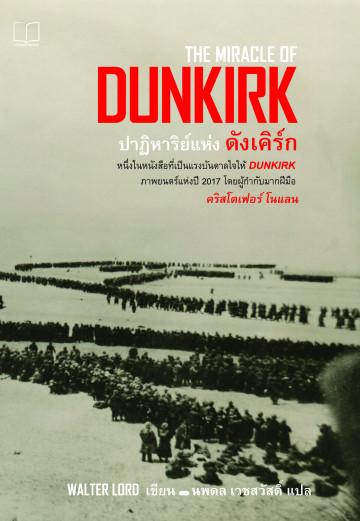 THE MIRACLE OF
DUNKIRK
ปาฏิหาริย์แห่ง ดังเคิร์ก
หนึ่งในหนังสือที่เป็นแรงบันดาลใจให้ DUNKIRK
ภาพยนตร์แห่งปี 2017 โดยผู้กำกับมากฝีมือ
คริสโตเฟอร์ โนแลน
WALTER LORD เขียน นพดล เวชสวัสดิ์ แปล